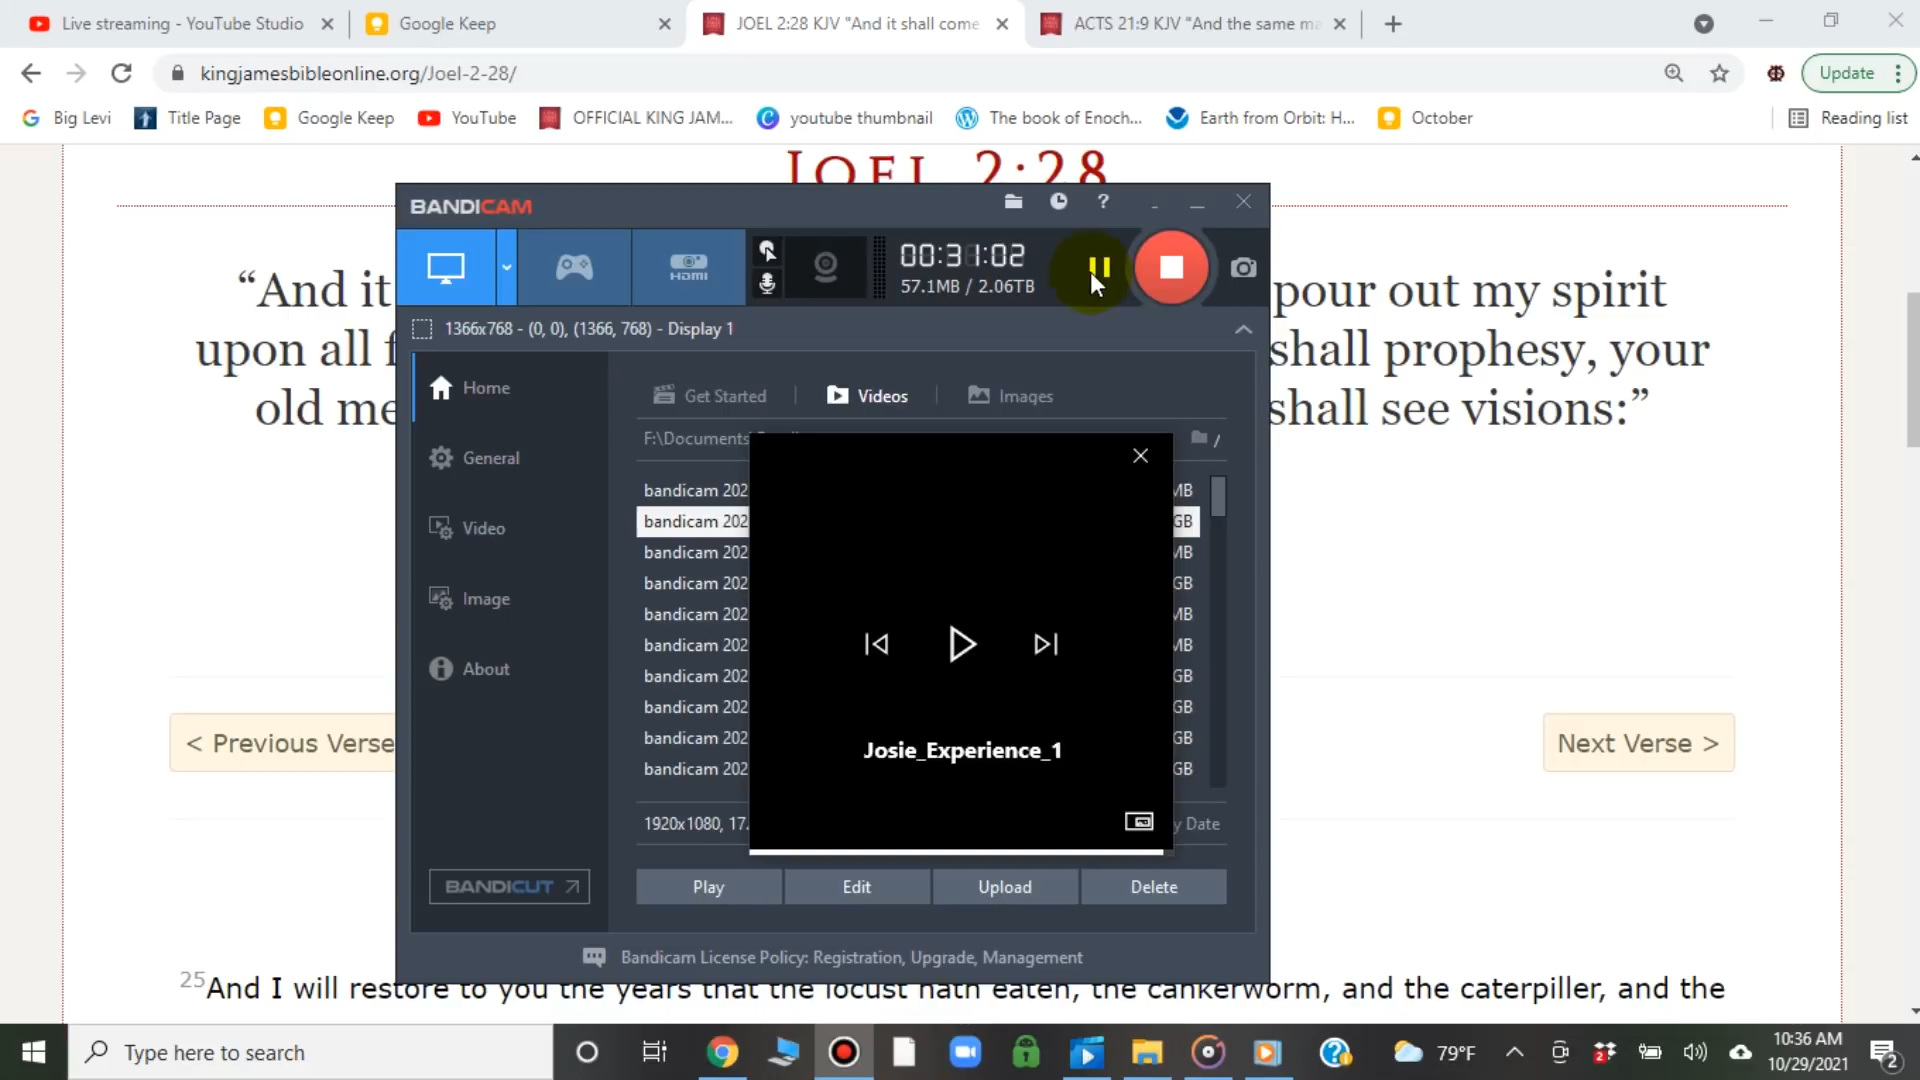 Live streaming - YouTube Studio
Google Keep
JOEL 2:28 KJV "And it shall come
ACTS 21:9 KJV "And the same ma
kingjamesbibleonline.org/Joel-2-28/
Update
Big Levi
Title Page
Google Keep
YouTube
OFFICIAL KING JAM...
youtube thumbnail
The book of Enoch...
Earth from Orbit: H...
October
Reading list
JOEL 2:28
“And it
pour out my spirit
upon all f
shall prophesy, your
old me
shall see visions:”
BANDICAM
00:31:02
57.1MB / 2.06TB
HDMI
1366x768 - (0, 0), (1366, 768) - Display 1
Home
General
Video
Image
About
Get Started
Videos
Images
F:\Documents
/
bandicam 202
MB
bandicam 202
GB
bandicam 202
MB
bandicam 202
GB
bandicam 202
MB
bandicam 202
MB
bandicam 202
GB
bandicam 202
GB
bandicam 202
GB
bandicam 202
GB
Josie_Experience_1
1920x1080, 17.
y Date
< Previous Verse
Next Verse >
BANDICUT
Play
Edit
Upload
Delete
Bandicam License Policy: Registration, Upgrade, Management
25And I will restore to you the years that the locust hath eaten, the cankerworm, and the caterpiller, and the
Type here to search
79°F
10:36 AM
10/29/2021
2